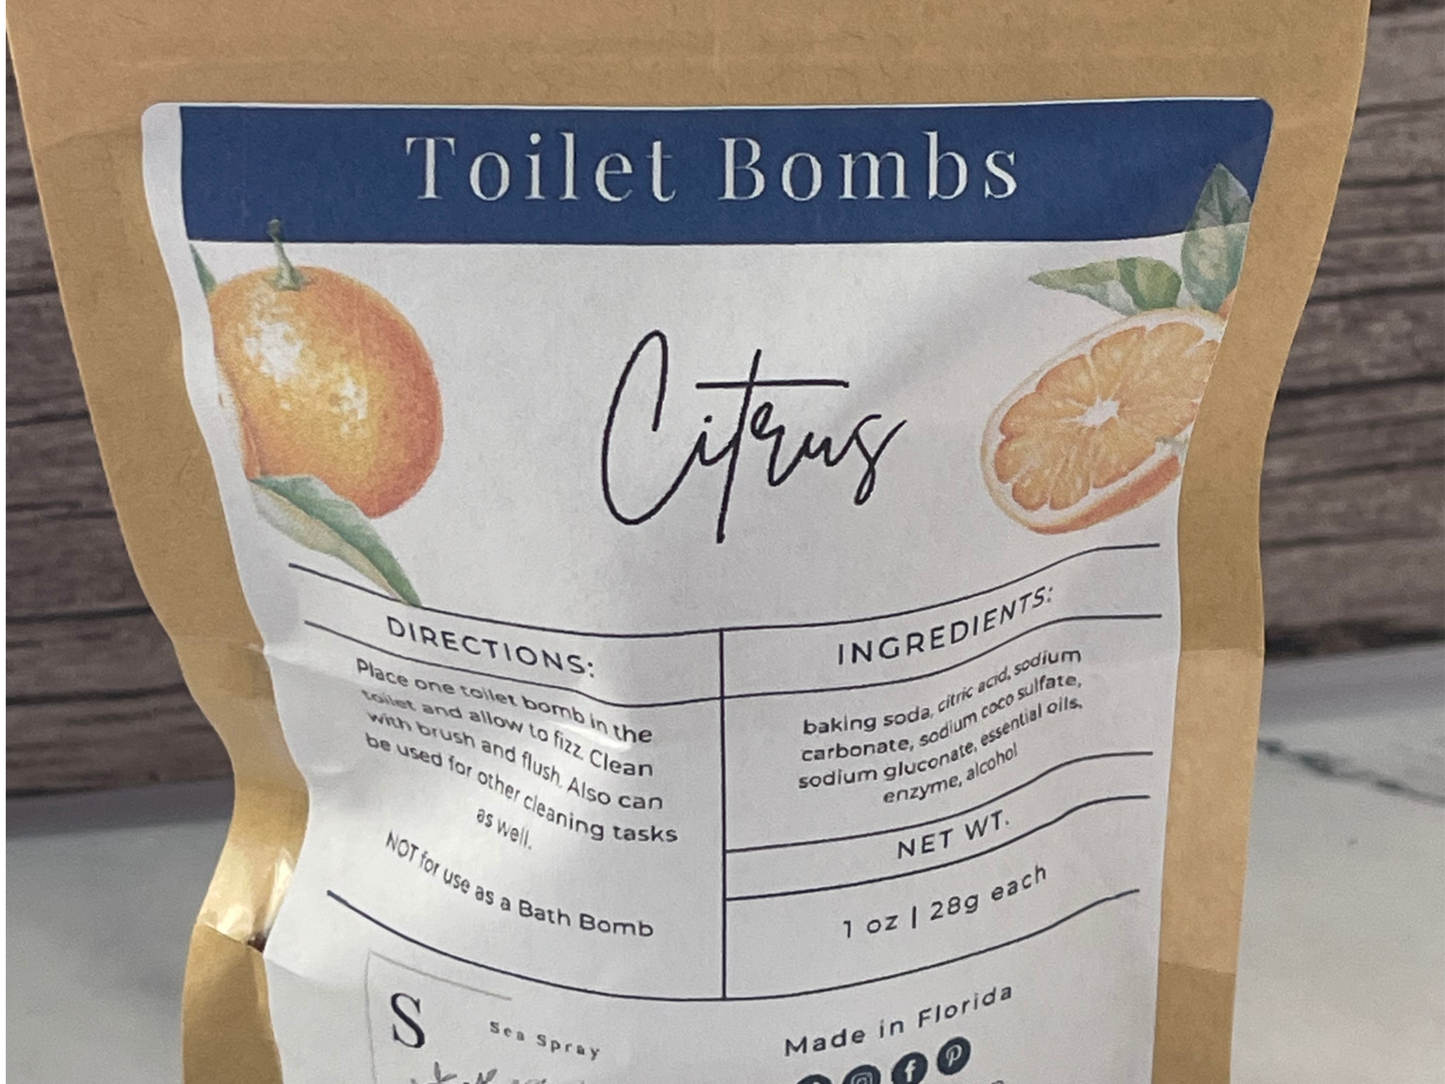 Toilet Bombs
Citrus
DIRECTIONS:
Place one toilet bomb in the
toilet and allow to fizz. Clean
with brush and flush. Also can
be used for other cleaning tasks
as well.
NOT for use as a Bath Bomb
INGREDIENTS:
baking soda, citric acid, sodium
carbonate, sodium coco sulfate,
sodium gluconate, essential oils,
enzyme, alcohol
NET WT.
1 oz | 28g each
S
Sea Spray
Made in Florida